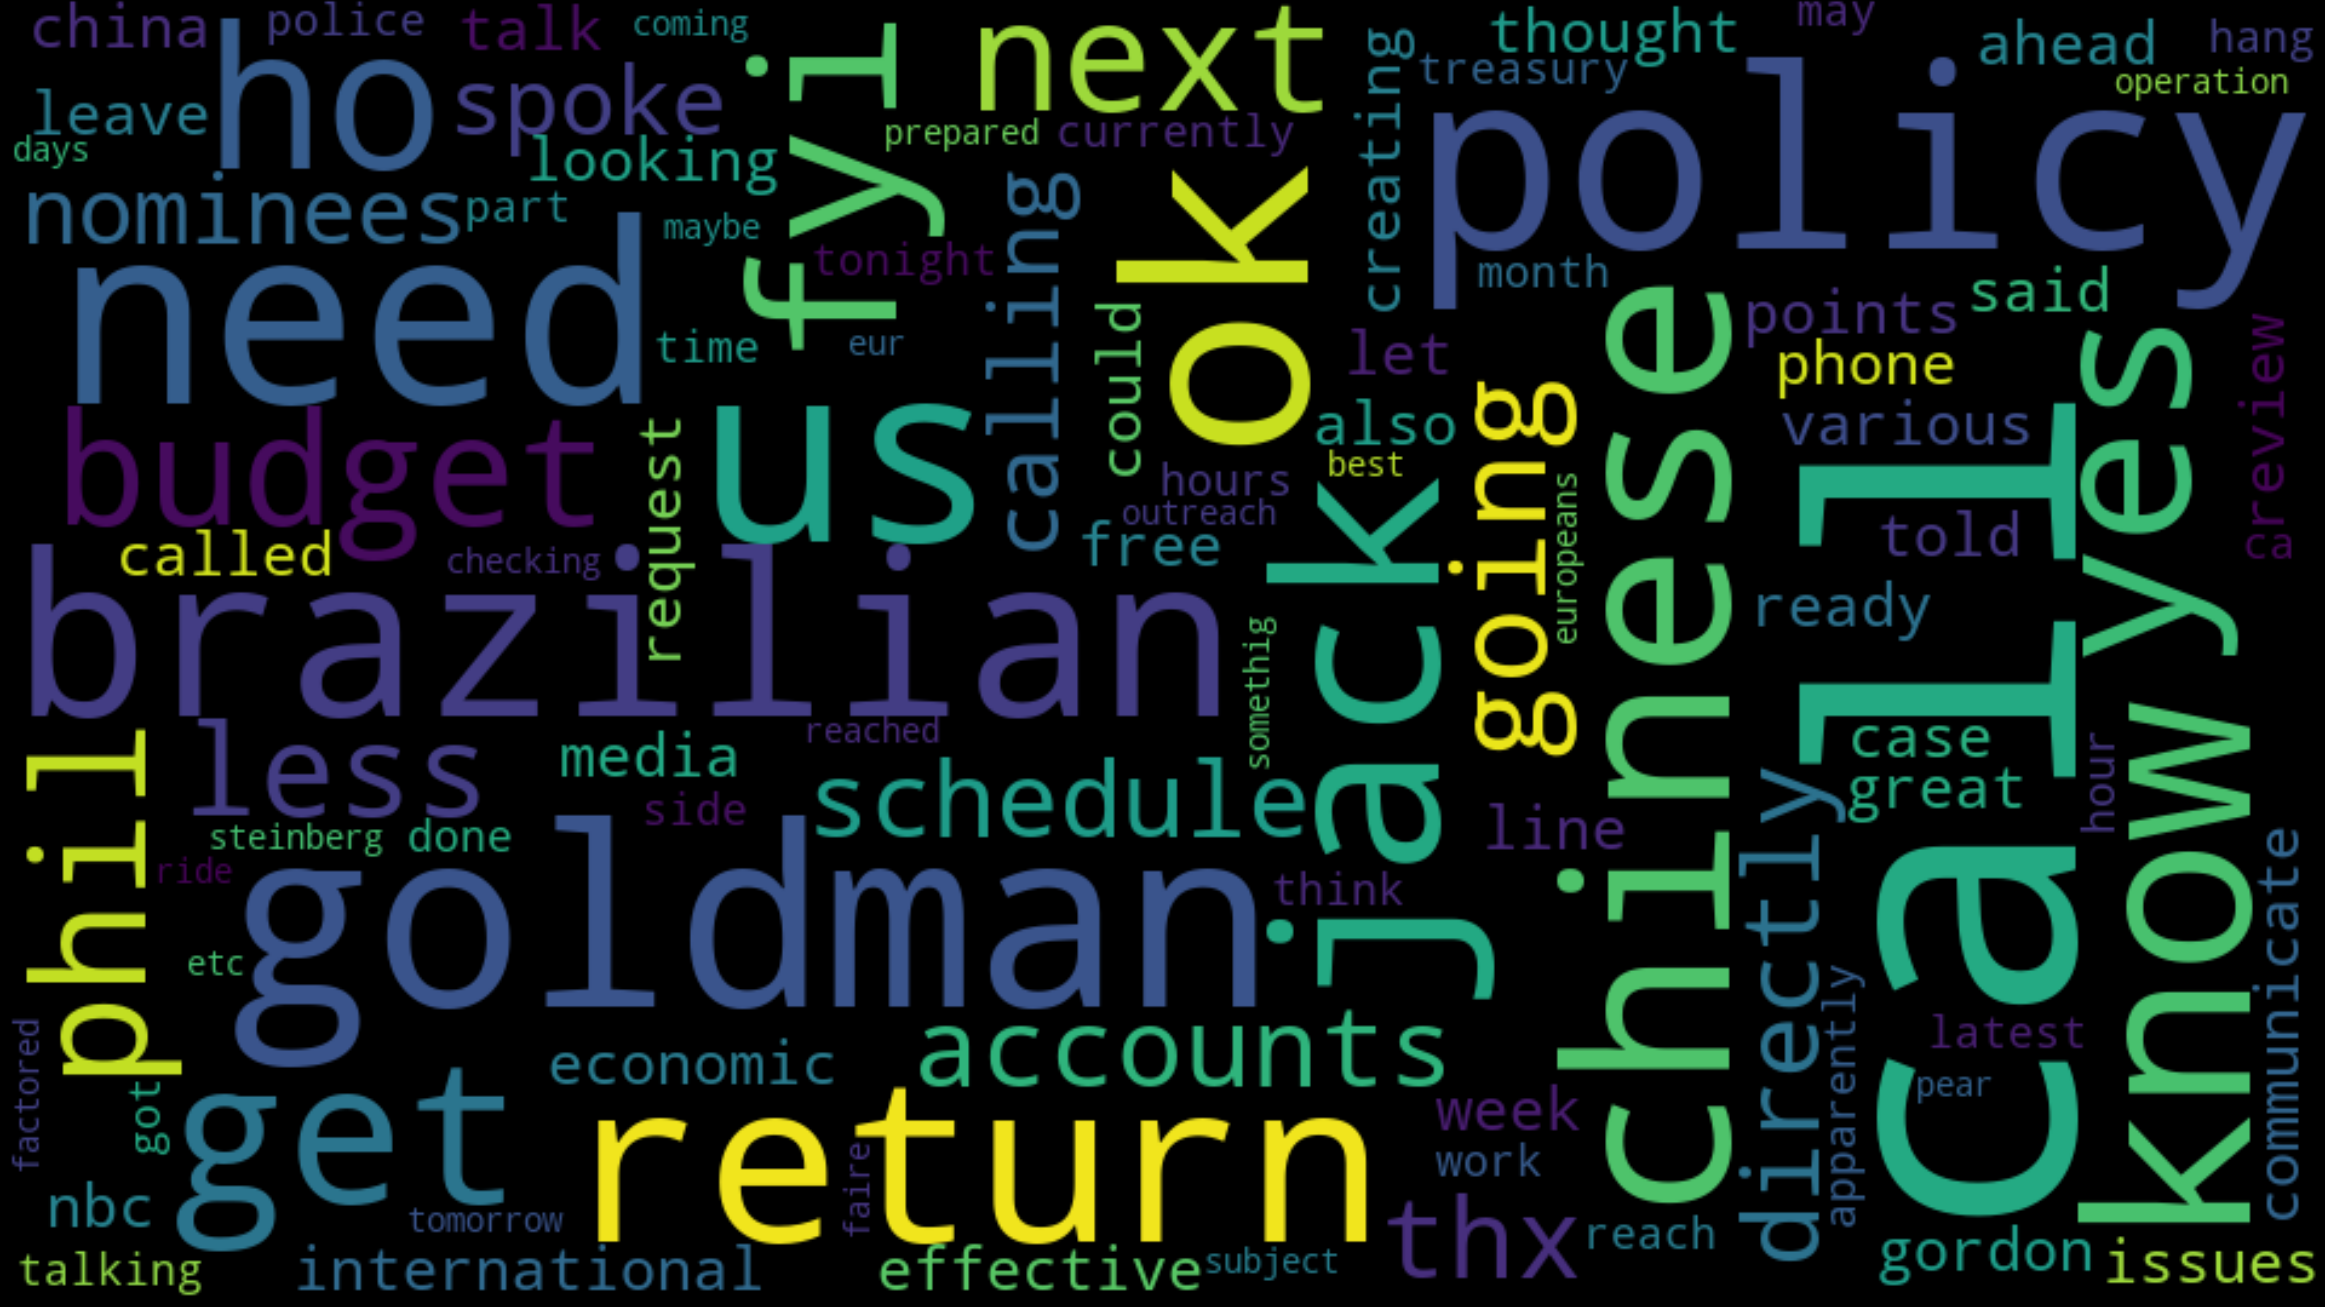 china
police
talk
coming
fyi
next
creating
thought
may
treasury
ahead
hang
operation
leave
ho
spoke
prepared
currently
policy
days
looking
nominees
part
maybe
tonight
calling
ok
month
need
time
eur
could
let
points
said
phone
yes
careview
budget
request
us
also
best
going
chinese
various
call
hours
outreach
europeans
told
called
checking
free
jack
ready
brazilian
somethig
phil
less
media
reached
schedule
case
great
hour
know
side
line
directly
steinberg
done
ride
goldman
think
communicate
etc
apparently
factored
economic
accounts
latest
pear
got
get
return
week
work
faire
nbc
tomorrow
thx
reach
talking
international
effective
subject
gordon
issues